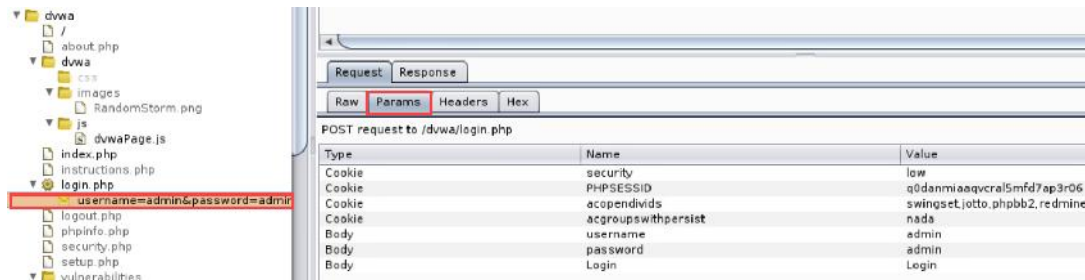 dvwa
/
about.php
dvwa
css
images
RandomStorm.png
js
dvwaPage.js
index.php
instructions.php
login.php
username=admin&password=admin
logout.php
phpinfo.php
security.php
setup.php
vulnerabilities
Request Response
Raw Params Headers Hex
POST request to /dvwa/login.php
Type Name Value
Cookie security low
Cookie PHPSESSID q0danmiaaqvcral5mfd7ap3r06
Cookie acopendivids swingset,jotto,phpbb2,redmine
Cookie acgroupswithpersist nada
Body username admin
Body password admin
Body Login Login